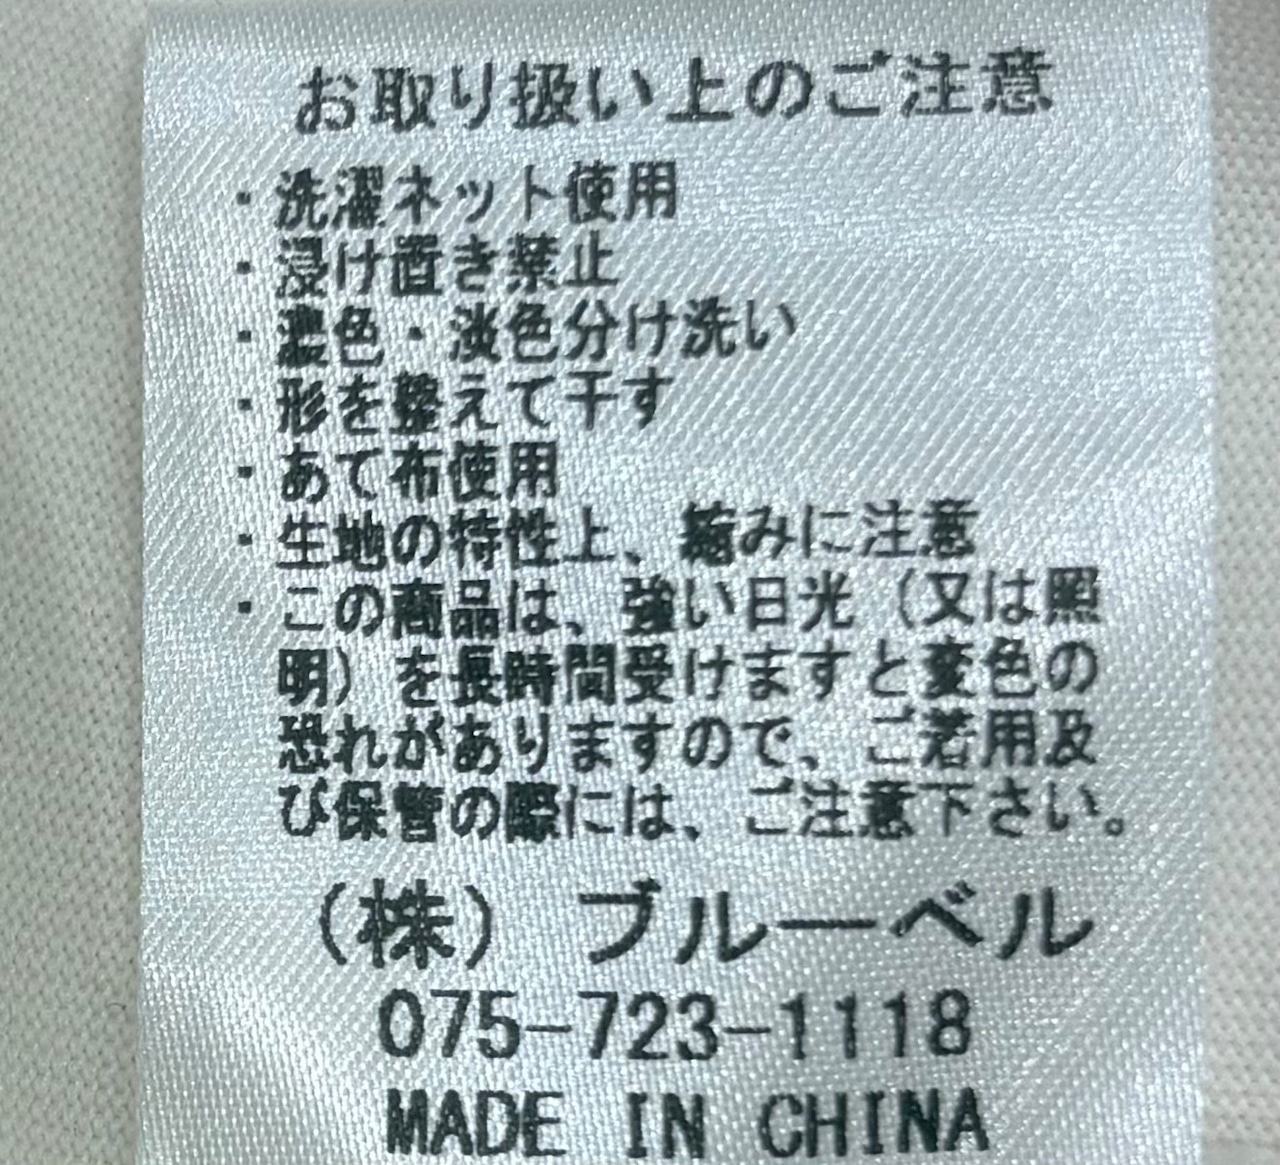 お取り扱い上のご注意
・洗濯ネット使用
・浸け置き禁止
・濃色・淡色分け洗い
・形を整えて干す
・あて布使用
・生地の特性上、縮みに注意
・この商品は、強い日光（又は照
明）を長時間受けますと変色の
恐れがありますので、ご着用及
び保管の際には、ご注意下さい。
（株）ブルーベル
075-723-1118
MADE IN CHINA